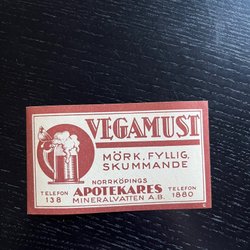 VEGAMUST
MÖRK, FYLLIG,
SKUMMANDE
NORRKÖPINGS
APOTEKARES
MINERALVATTEN A.B.
TELEFON
138
TELEFON
1880